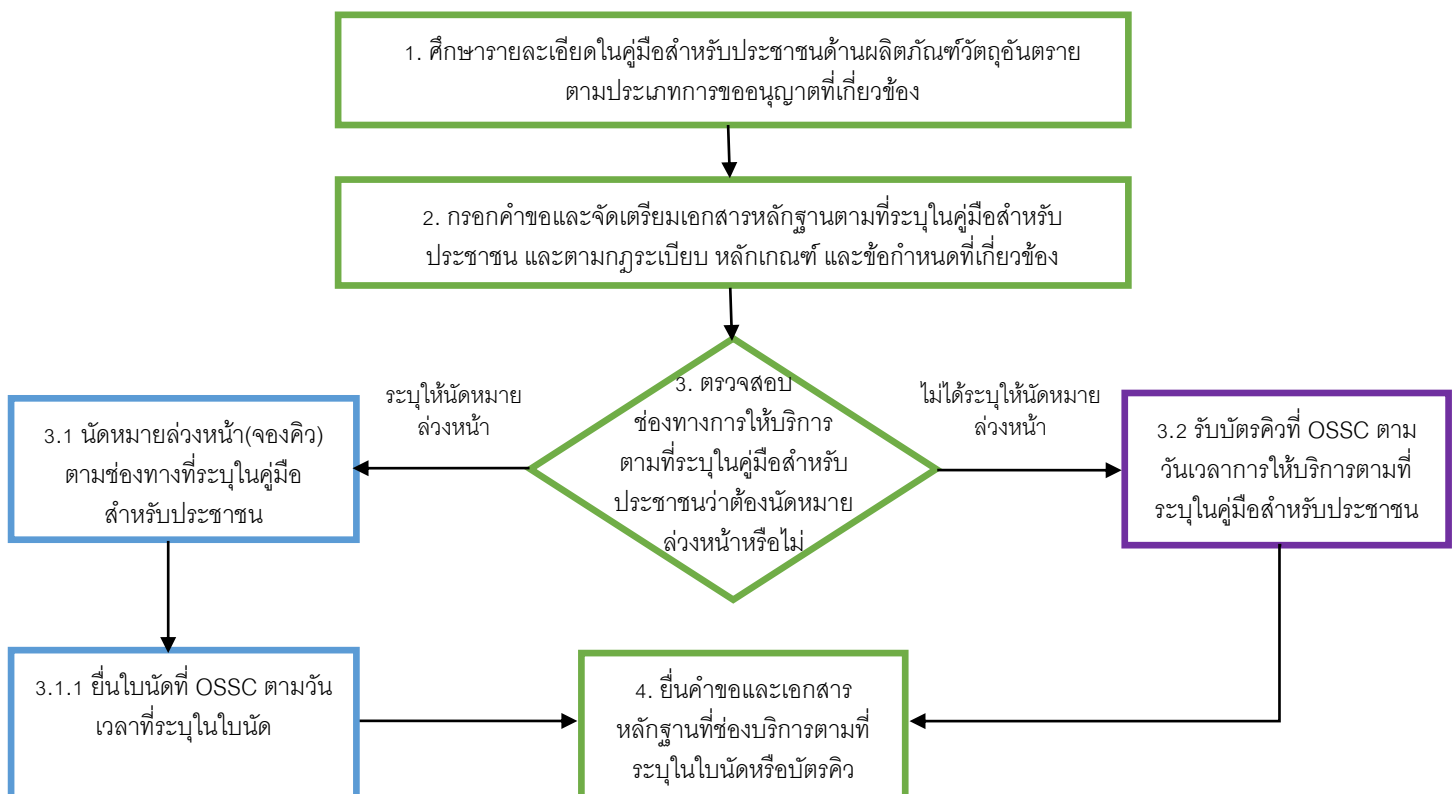 1. ศึกษารายละเอียดในคู่มือสำหรับประชาชนด้านผลิตภัณฑ์วัตถุอันตราย
ตามประเภทการขออนุญาตที่เกี่ยวข้อง
2. กรอกคำขอและจัดเตรียมเอกสารหลักฐานตามที่ระบุในคู่มือสำหรับ
ประชาชน และตามกฎระเบียบ หลักเกณฑ์ และข้อกำหนดที่เกี่ยวข้อง
3. ตรวจสอบ
ช่องทางการให้บริการ
ตามที่ระบุในคู่มือสำหรับ
ประชาชนว่าต้องนัดหมาย
ล่วงหน้าหรือไม่
ระบุให้นัดหมาย
ล่วงหน้า
ไม่ได้ระบุให้นัดหมาย
ล่วงหน้า
3.1 นัดหมายล่วงหน้า(จองคิว)
ตามช่องทางที่ระบุในคู่มือ
สำหรับประชาชน
3.2 รับบัตรคิวที่ OSSC ตาม
วันเวลาการให้บริการตามที่
ระบุในคู่มือสำหรับประชาชน
3.1.1 ยื่นใบนัดที่ OSSC ตามวัน
เวลาที่ระบุในใบนัด
4. ยื่นคำขอและเอกสาร
หลักฐานที่ช่องบริการตามที่
ระบุในใบนัดหรือบัตรคิว